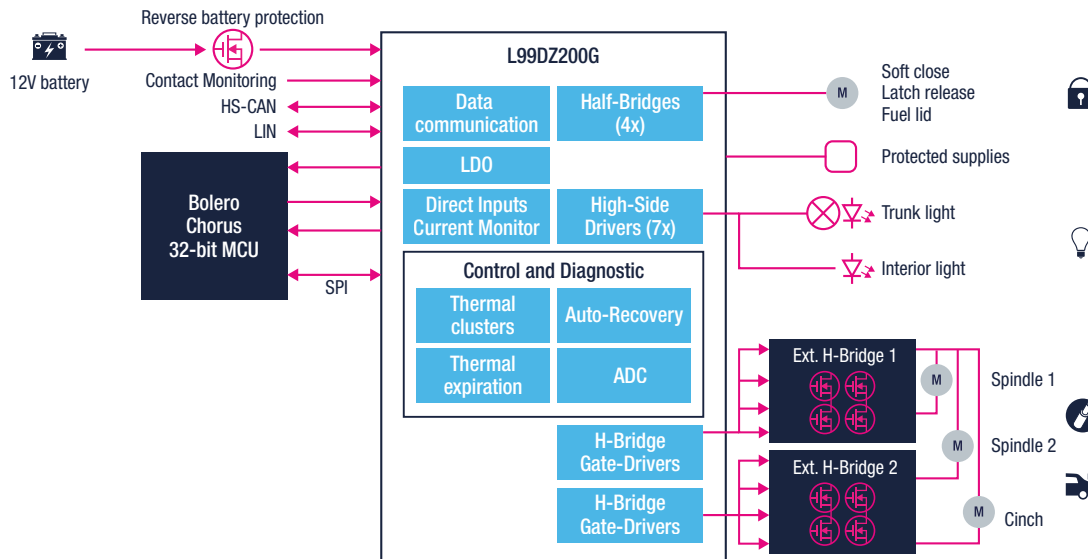 Reverse battery protection
12V battery
Contact Monitoring
HS-CAN
LIN
Bolero
Chorus
32-bit MCU
SPI
L99DZ200G
Data
communication
Half-Bridges
(4x)
LDO
Direct Inputs
Current Monitor
High-Side
Drivers (7x)
Control and Diagnostic
Thermal
clusters
Auto-Recovery
Thermal
expiration
ADC
H-Bridge
Gate-Drivers
H-Bridge
Gate-Drivers
M
Soft close
Latch release
Fuel lid
Protected supplies
Trunk light
Interior light
Ext. H-Bridge 1
M
Spindle 1
M
Spindle 2
Ext. H-Bridge 2
M
Cinch